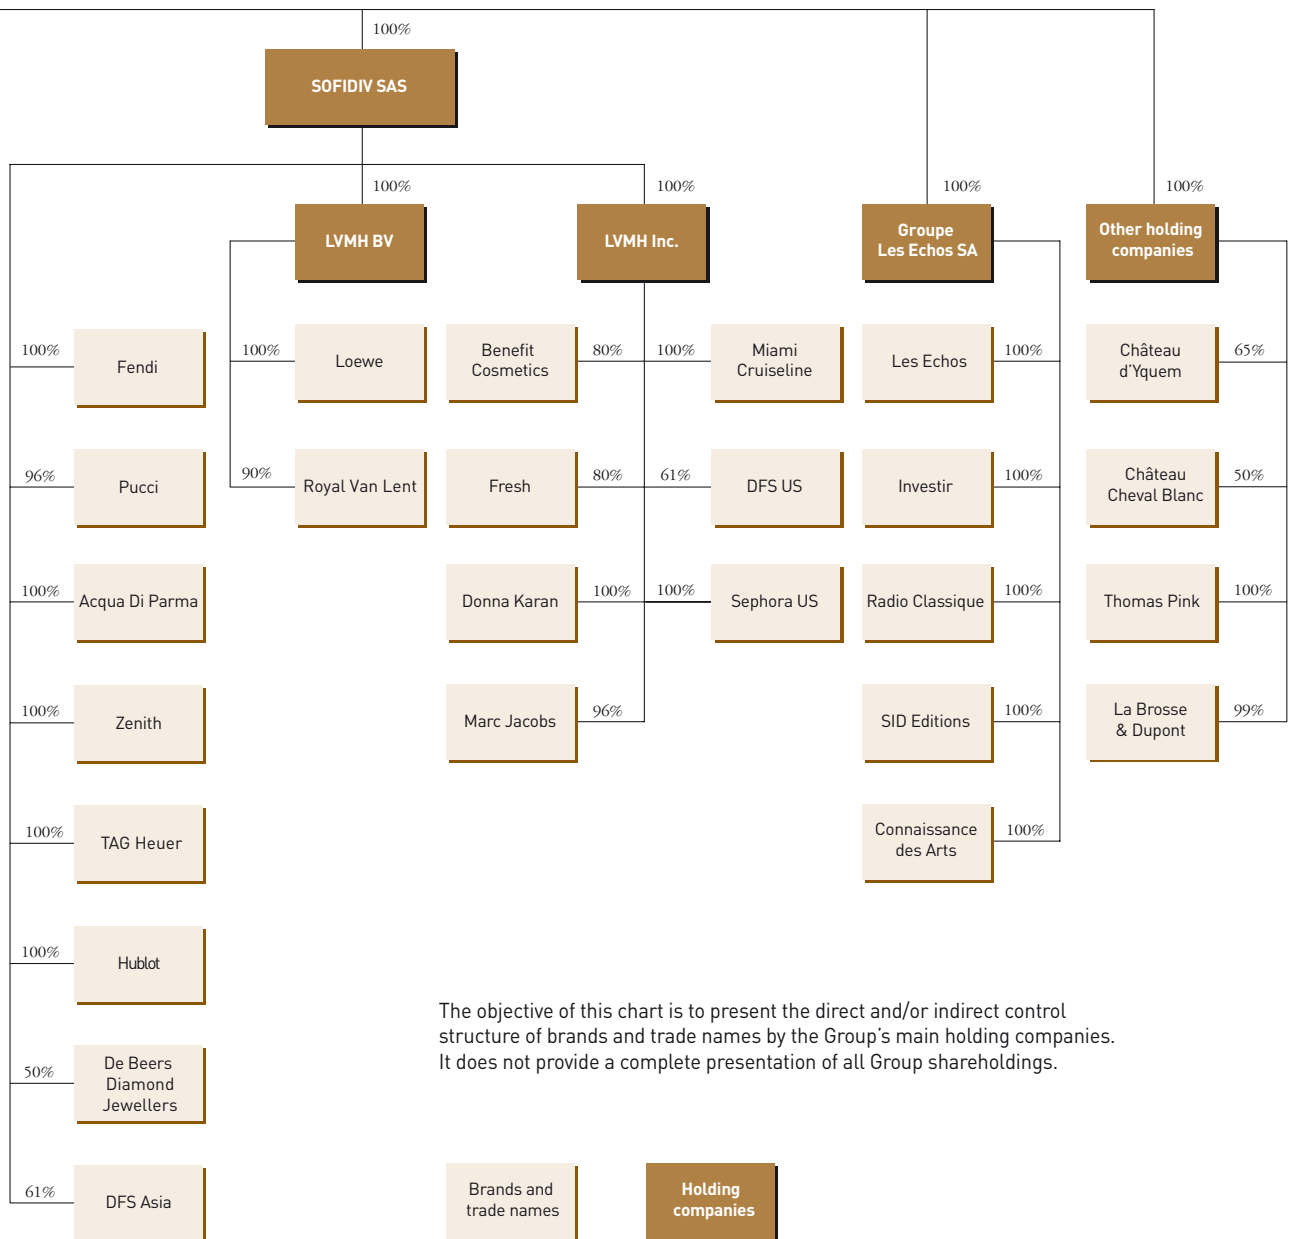 100%
SOFIDIV SAS
100%
100%
100%
100%
LVMH BV
LVMH Inc.
Groupe
Les Echos SA
Other holding
companies
100%
Fendi
100%
Loewe
Benefit
Cosmetics
80%
100%
Miami
Cruiseline
Les Echos
100%
Château
d'Yquem
65%
96%
Pucci
90%
Royal Van Lent
Fresh
80%
61%
DFS US
Investir
100%
Château
Cheval Blanc
50%
100%
Acqua Di Parma
Donna Karan
100%
100%
Sephora US
Radio Classique
100%
Thomas Pink
100%
100%
Zenith
Marc Jacobs
96%
SID Editions
100%
La Brosse
& Dupont
99%
100%
TAG Heuer
Connaissance
des Arts
100%
100%
Hublot
The objective of this chart is to present the direct and/or indirect control
structure of brands and trade names by the Group's main holding companies.
It does not provide a complete presentation of all Group shareholdings.
50%
De Beers
Diamond
Jewellers
61%
DFS Asia
Brands and
trade names
Holding
companies